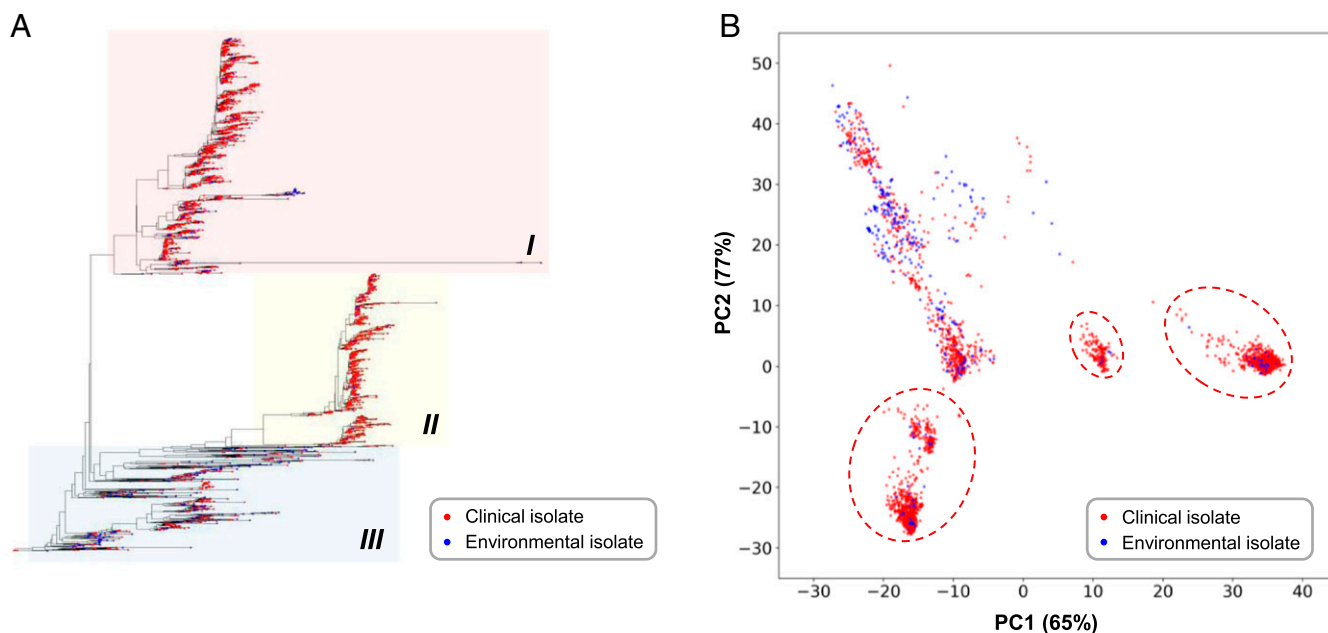 A
I
II
III
Clinical isolate
Environmental isolate
B
PC2 (77%)
50
40
30
20
10
0
−10
−20
−30
−30
−20
−10
0
10
20
30
40
PC1 (65%)
Clinical isolate
Environmental isolate